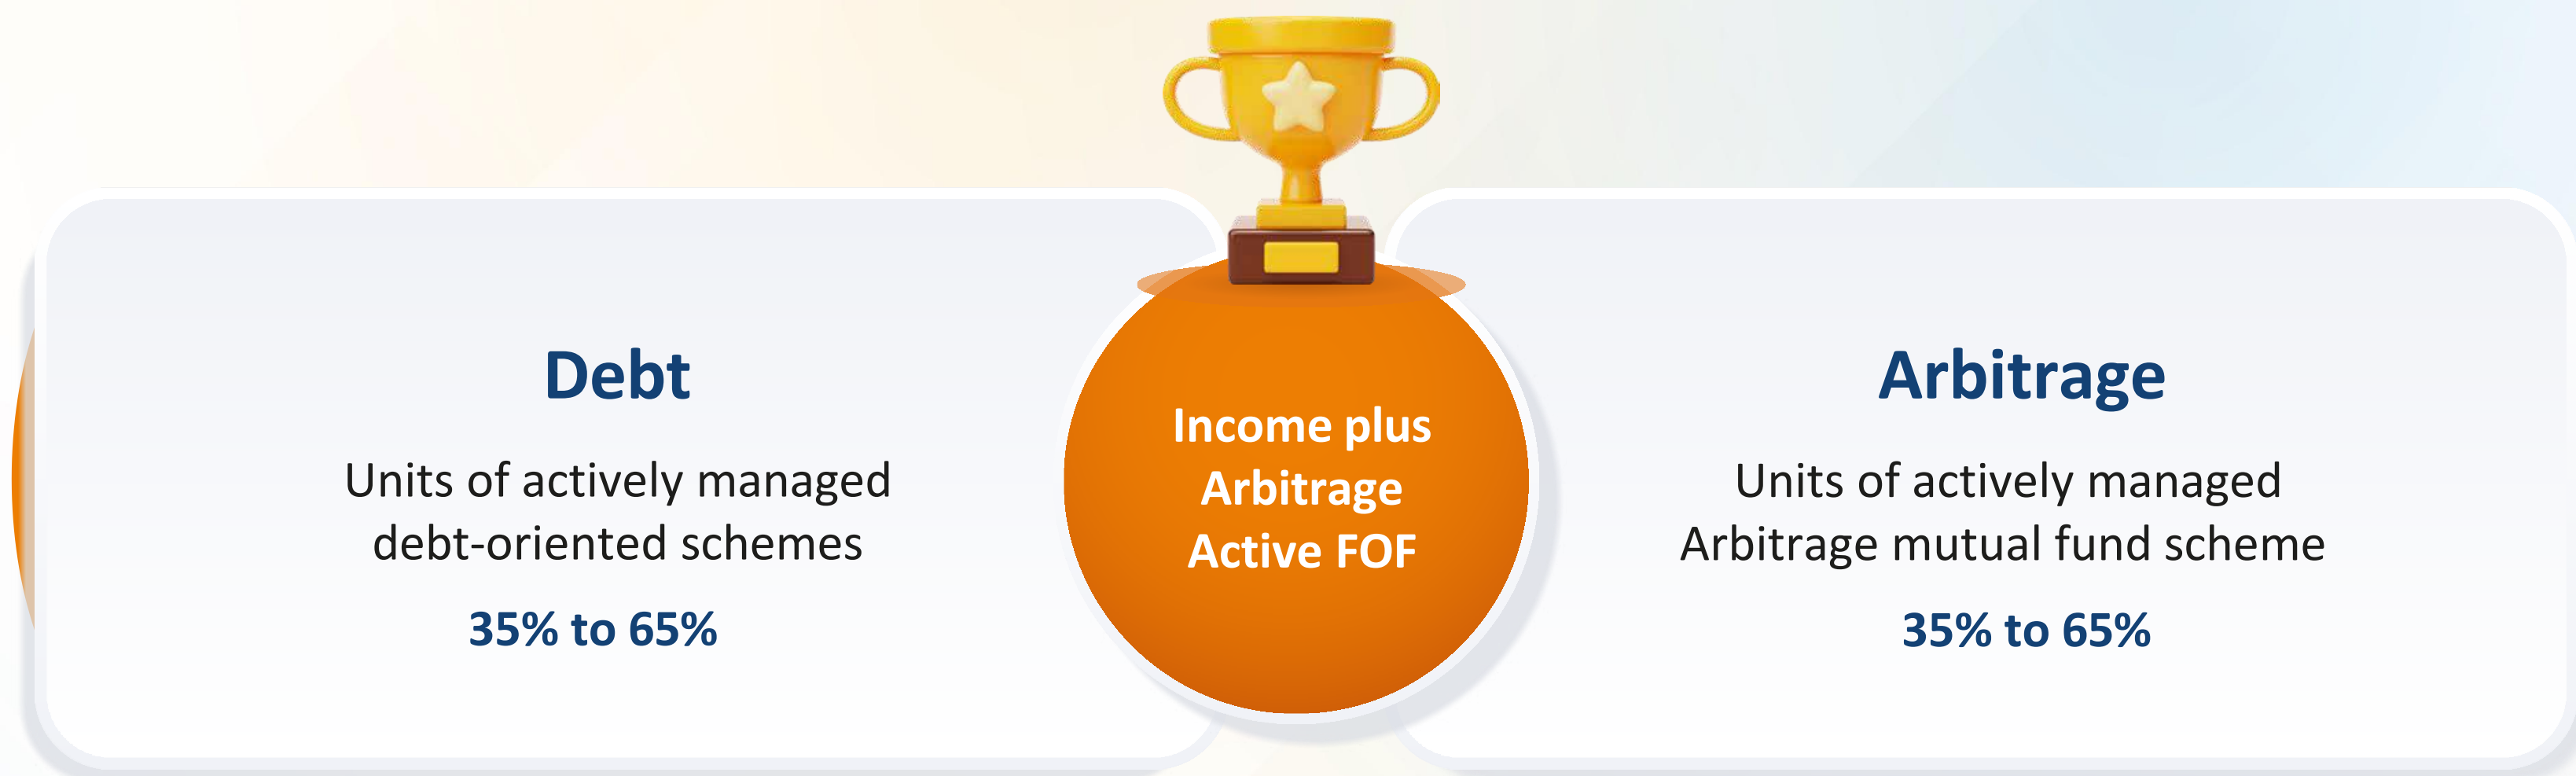 Debt
Units of actively managed
debt-oriented schemes
35% to 65%
Income plus
Arbitrage
Active FOF
Arbitrage
Units of actively managed
Arbitrage mutual fund scheme
35% to 65%